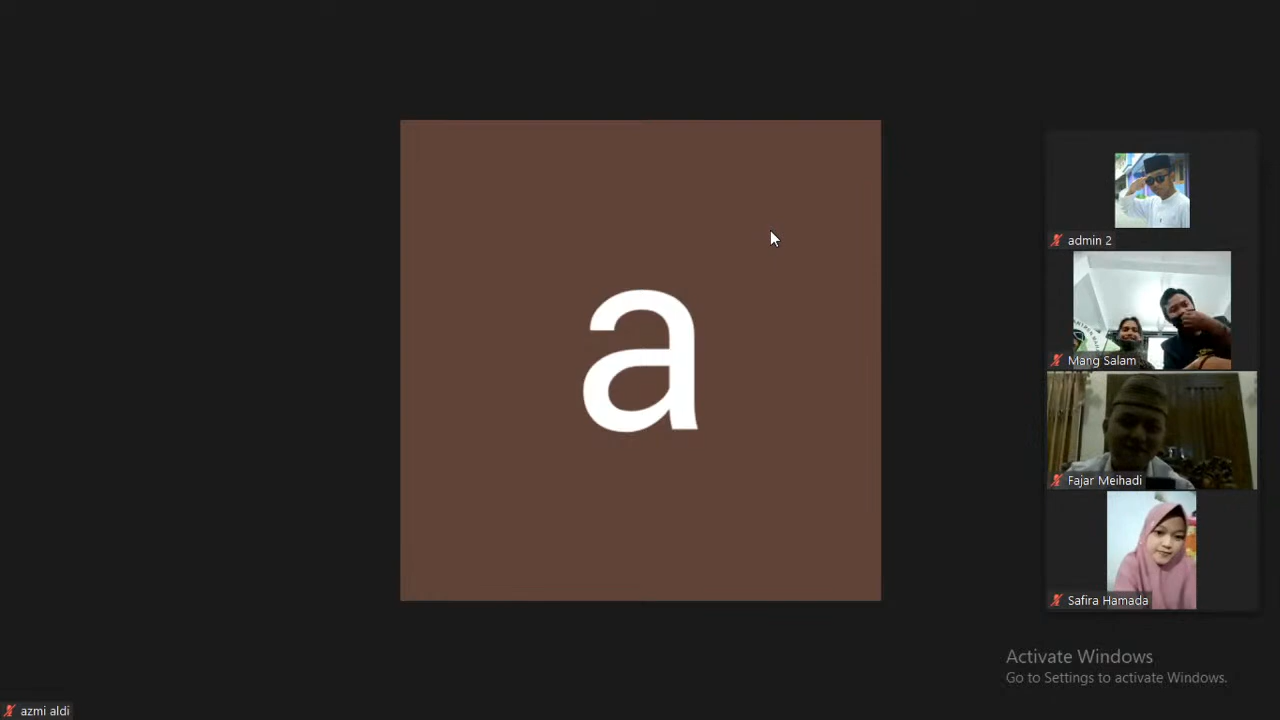 a
admin 2
Mang Salam
Fajar Meihadi
Safira Hamada
Activate Windows
Go to Settings to activate Windows.
azmi aldi